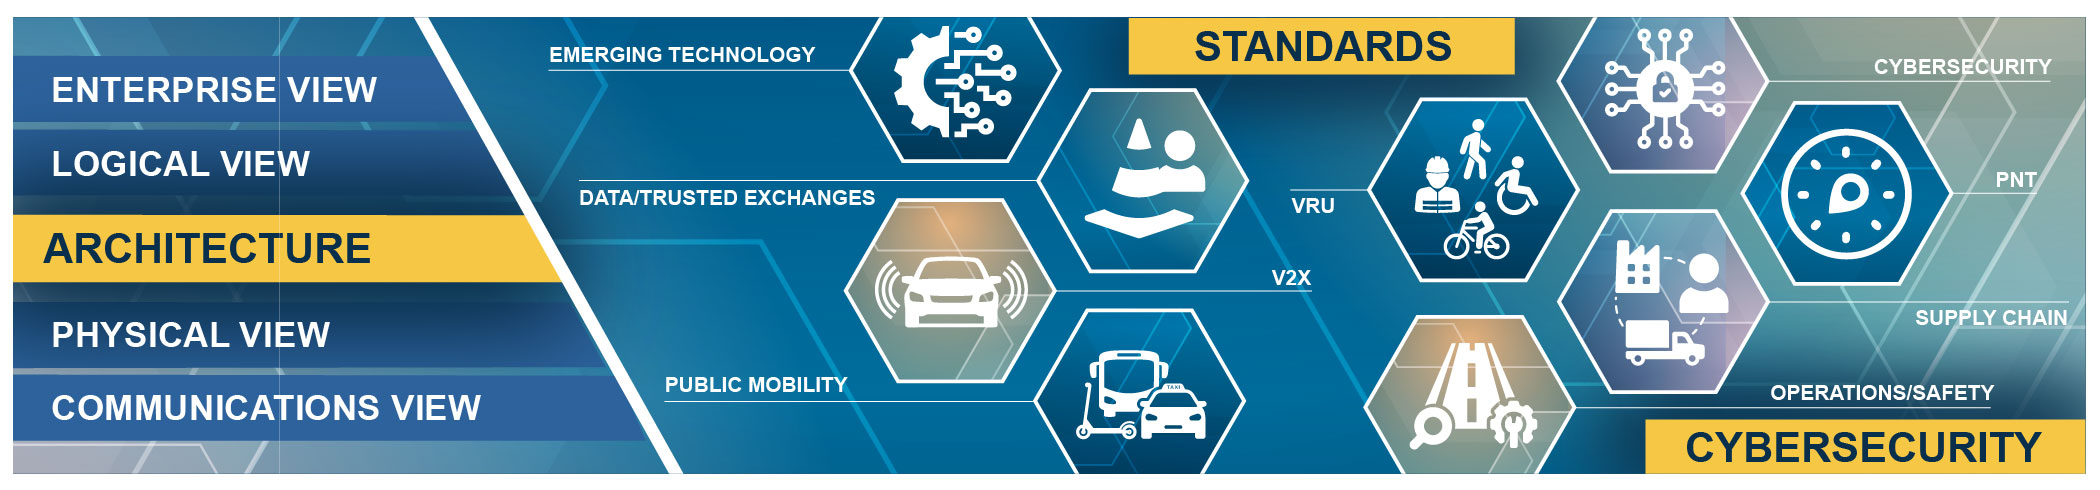 ENTERPRISE VIEW
LOGICAL VIEW
ARCHITECTURE
PHYSICAL VIEW
COMMUNICATIONS VIEW
EMERGING TECHNOLOGY
DATA/TRUSTED EXCHANGES
V2X
PUBLIC MOBILITY
TAXI
STANDARDS
CYBERSECURITY
VRU
PNT
SUPPLY CHAIN
OPERATIONS/SAFETY
CYBERSECURITY